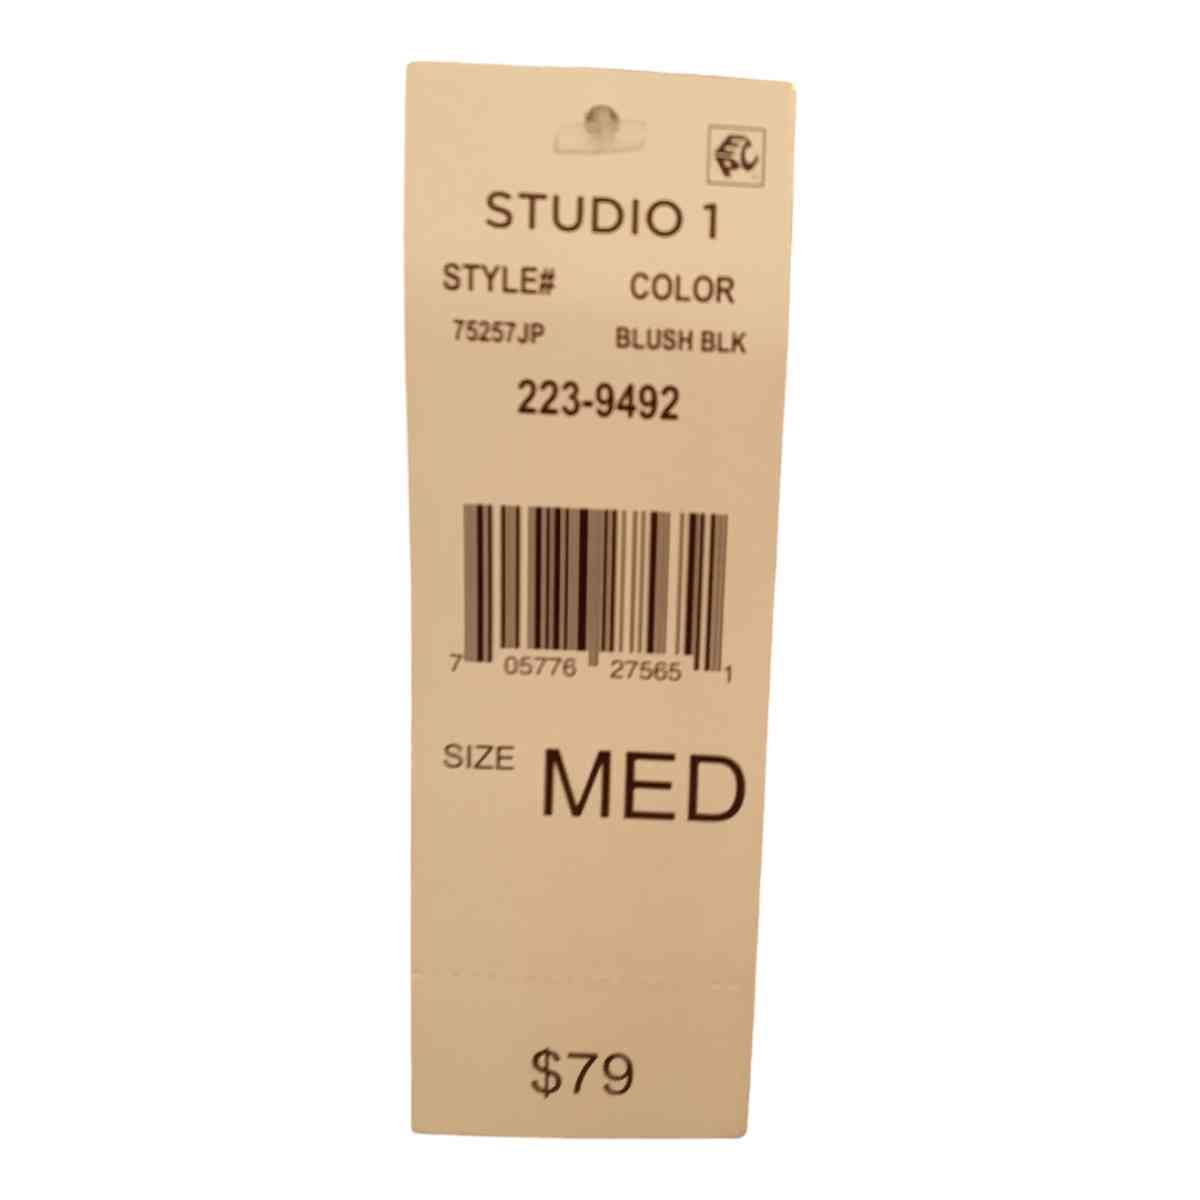 STUDIO 1
STYLE# COLOR
75257JP BLUSH BLK
223-9492
7 05776 27565 1
SIZE MED
$79